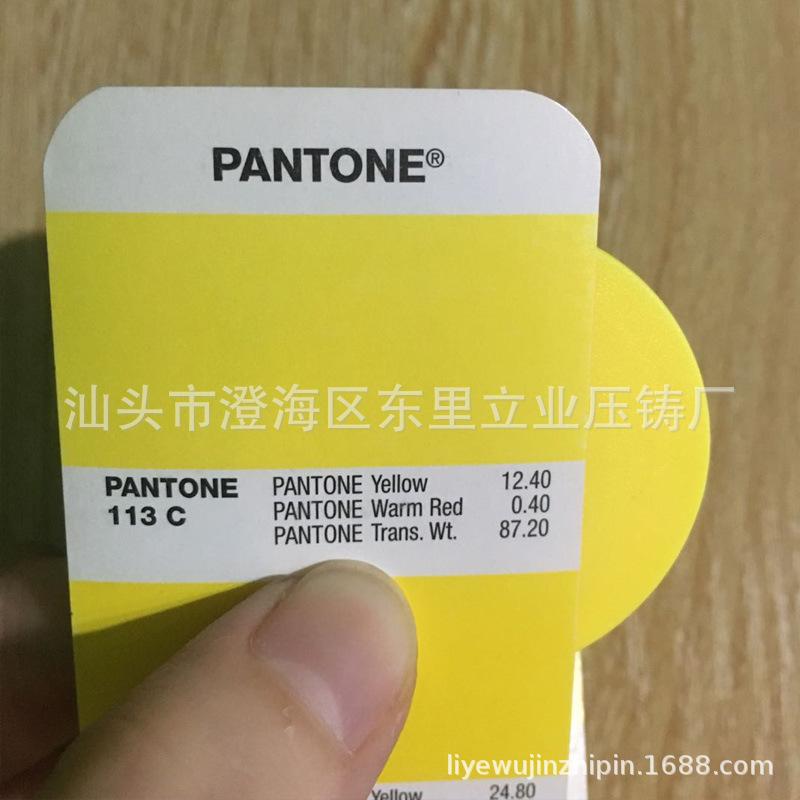 PANTONE®
汕头市澄海区东里立业压铸厂
PANTONE 113 C
PANTONE Yellow 12.40
PANTONE Warm Red 0.40
PANTONE Trans. Wt. 87.20
liyewujinzhipin.1688.com
Yellow 24.80